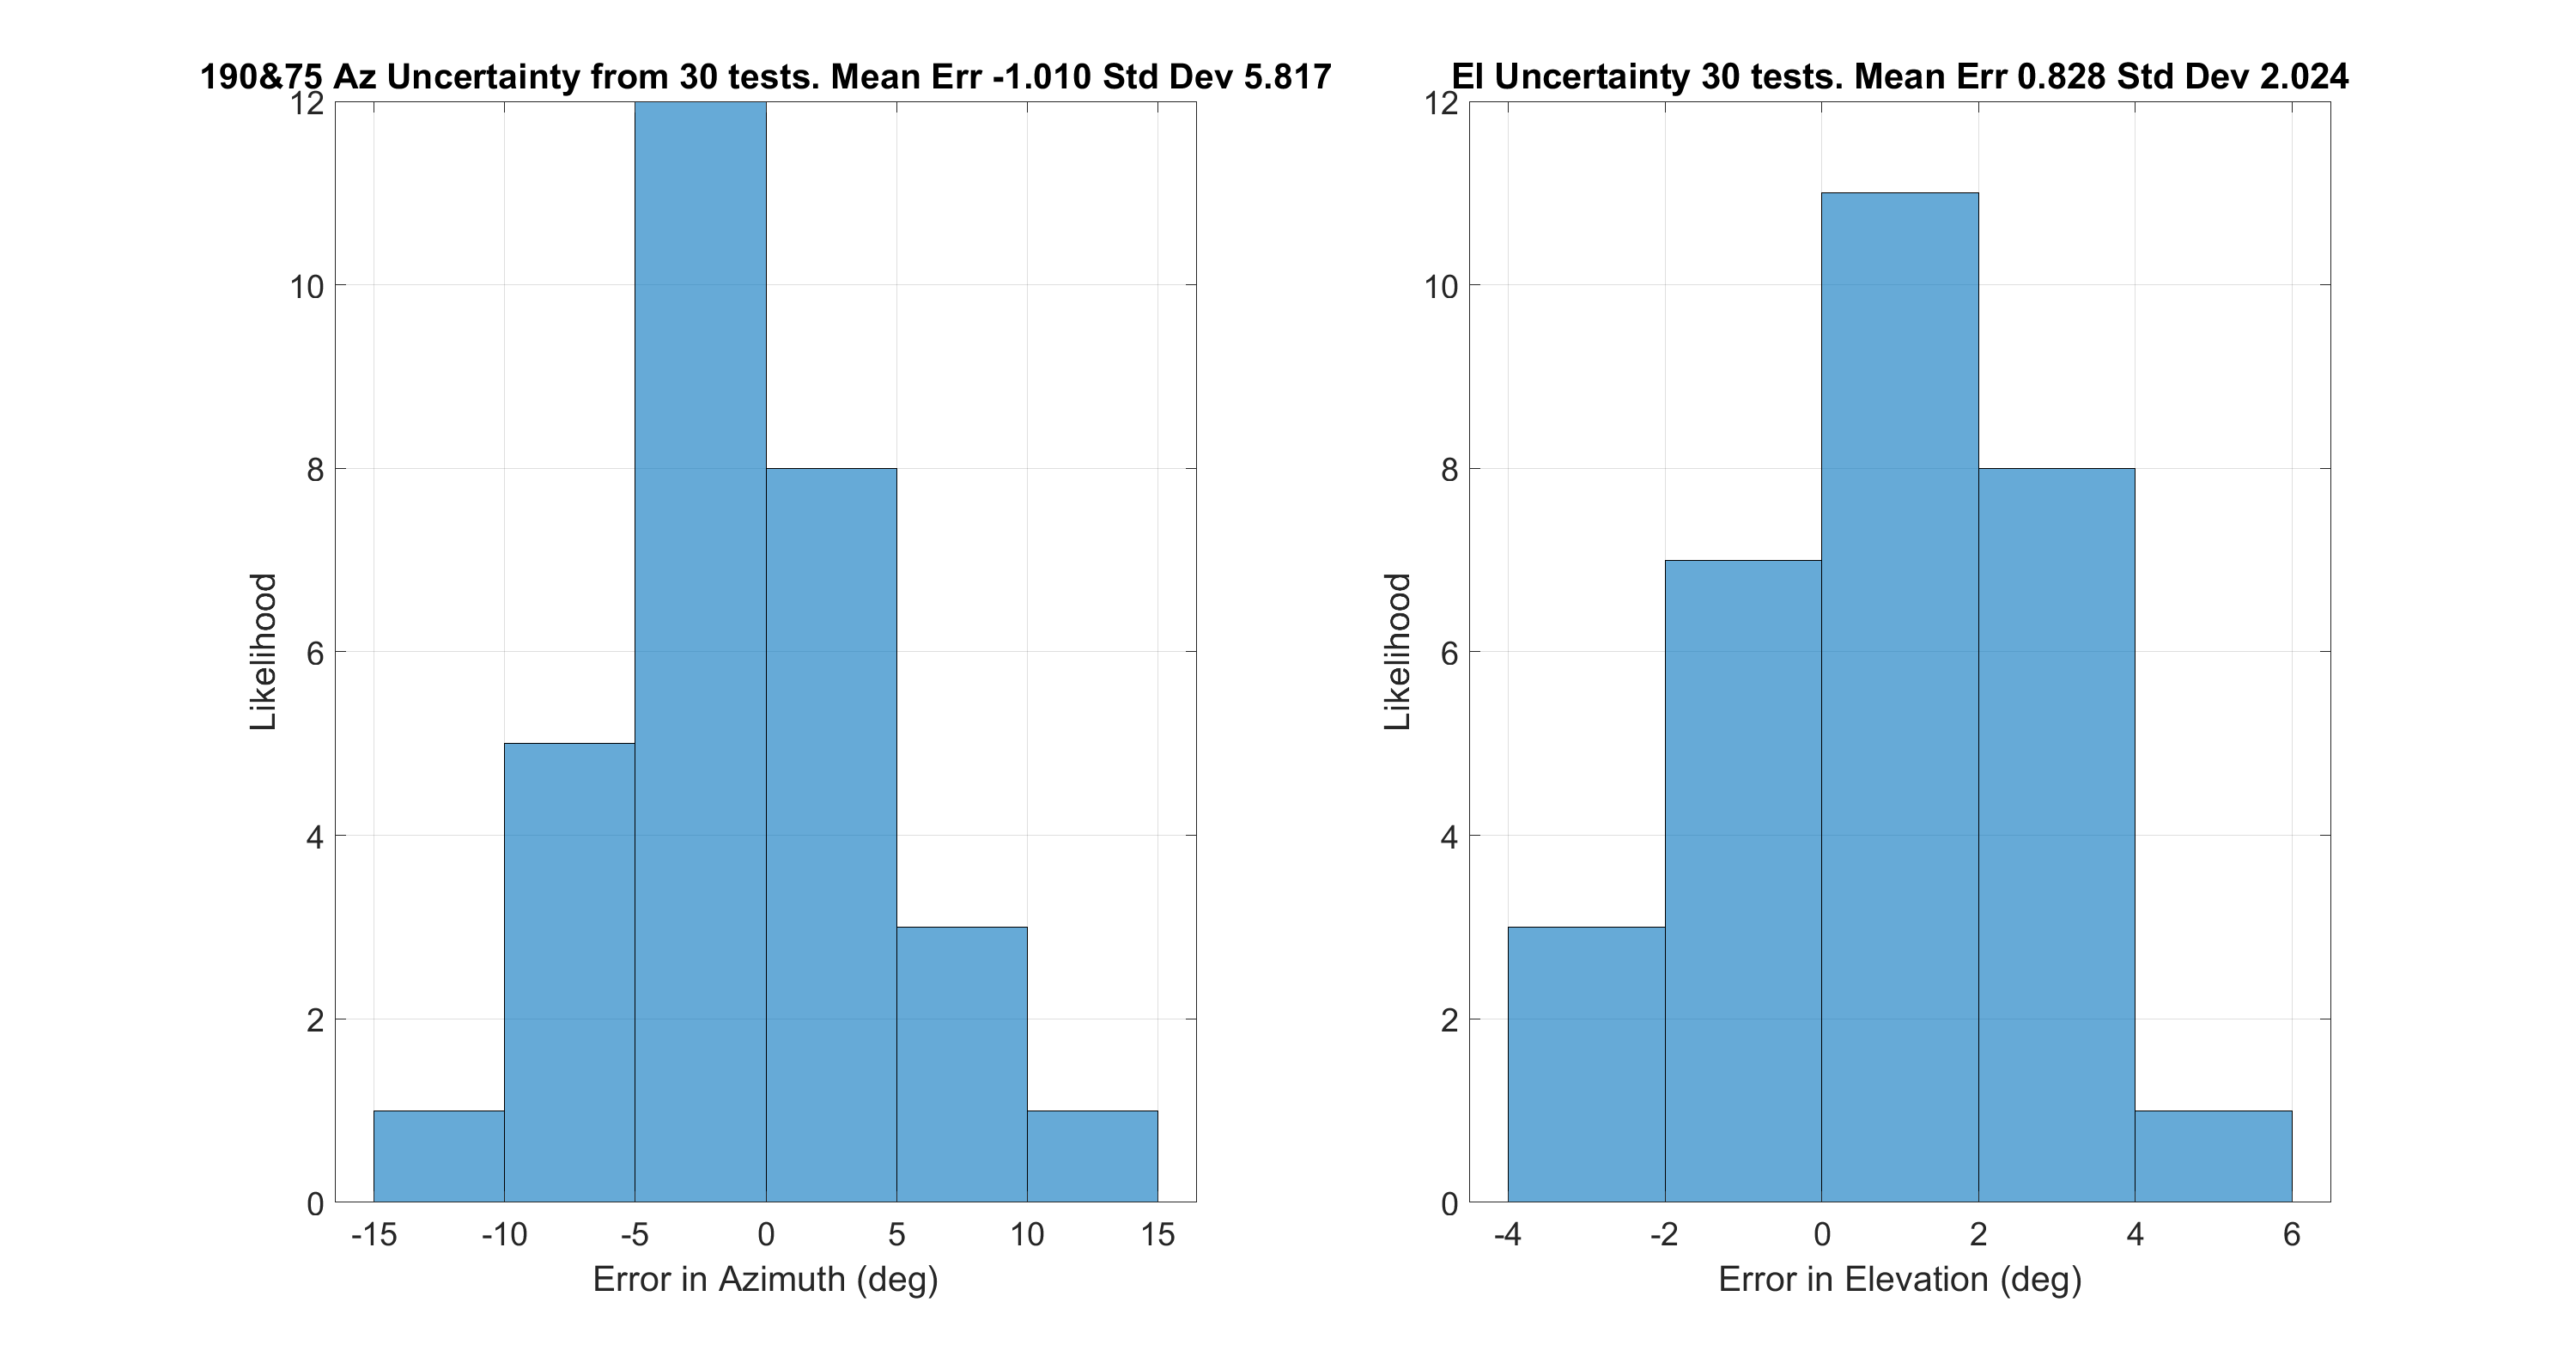 190&75 Az Uncertainty from 30 tests. Mean Err -1.010 Std Dev 5.817
12
10
8
6
4
2
0
Likelihood
-15 -10 -5 0 5 10 15
Error in Azimuth (deg)
El Uncertainty 30 tests. Mean Err 0.828 Std Dev 2.024
12
10
8
6
4
2
0
Likelihood
-4 -2 0 2 4 6
Error in Elevation (deg)